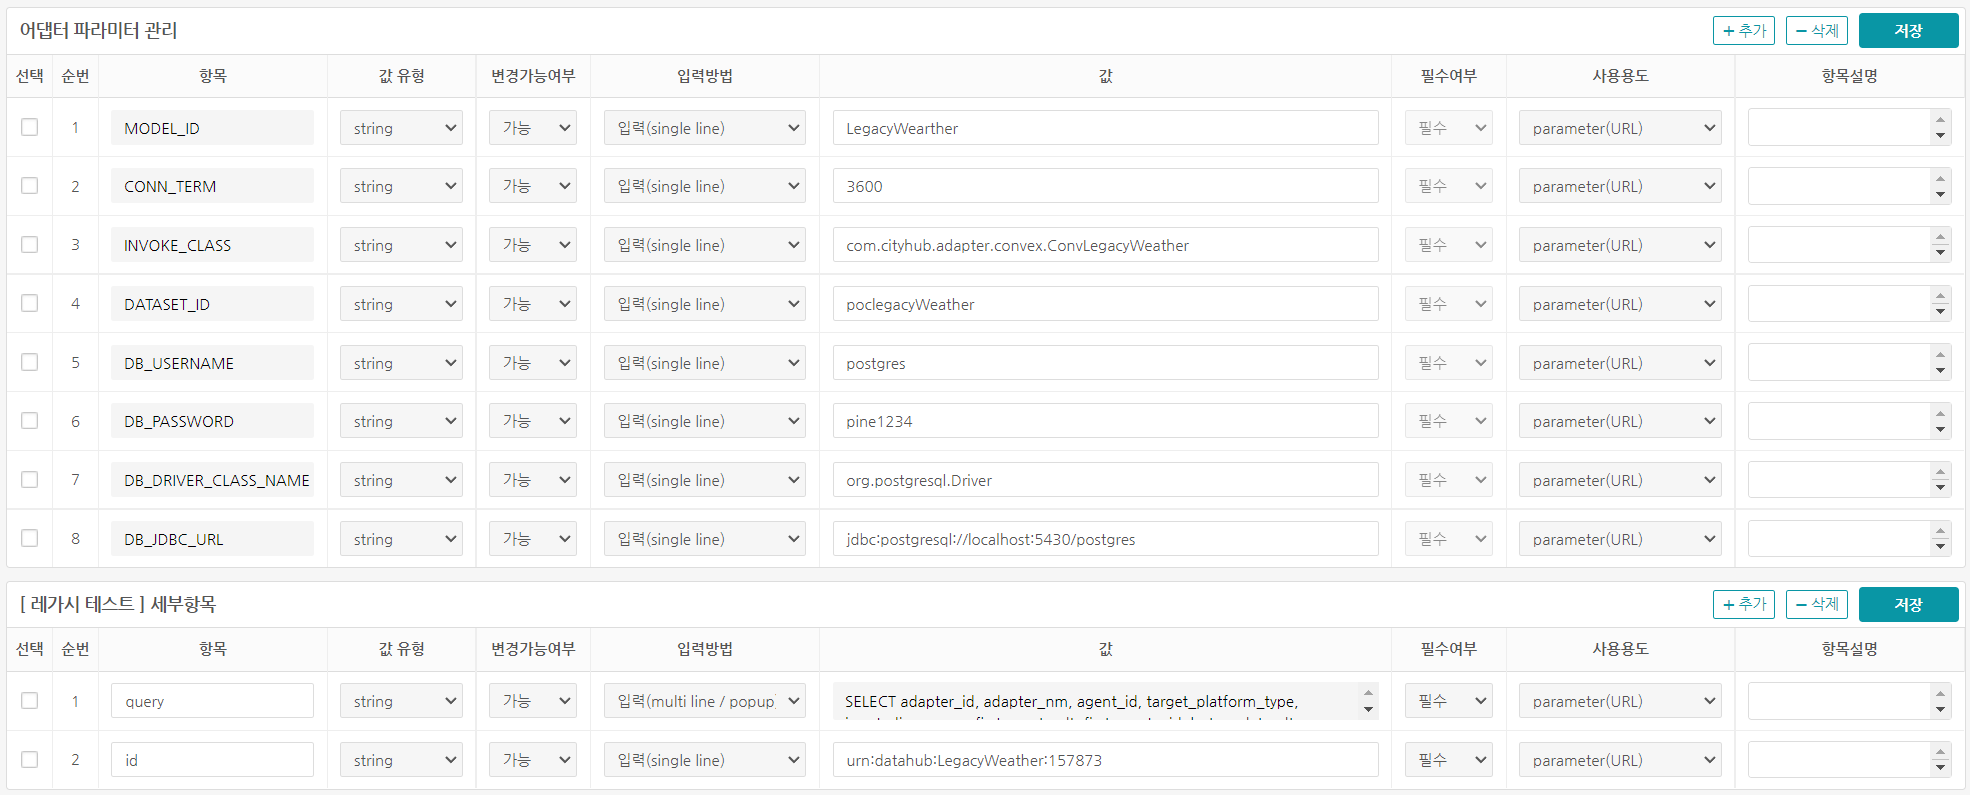 어댑터 파라미터 관리 + 추가 − 삭제 저장
선택 순번 항목 값 유형 변경가능여부 입력방법 값 필수여부 사용용도 항목설명
1 MODEL_ID string 가능 입력(single line) LegacyWearther 필수 parameter(URL)
2 CONN_TERM string 가능 입력(single line) 3600 필수 parameter(URL)
3 INVOKE_CLASS string 가능 입력(single line) com.cityhub.adapter.convex.ConvLegacyWeather 필수 parameter(URL)
4 DATASET_ID string 가능 입력(single line) poclegacyWeather 필수 parameter(URL)
5 DB_USERNAME string 가능 입력(single line) postgres 필수 parameter(URL)
6 DB_PASSWORD string 가능 입력(single line) pine1234 필수 parameter(URL)
7 DB_DRIVER_CLASS_NAME string 가능 입력(single line) org.postgresql.Driver 필수 parameter(URL)
8 DB_JDBC_URL string 가능 입력(single line) jdbc:postgresql://localhost:5430/postgres 필수 parameter(URL)
[ 레가시 테스트 ] 세부항목 + 추가 − 삭제 저장
선택 순번 항목 값 유형 변경가능여부 입력방법 값 필수여부 사용용도 항목설명
1 query string 가능 입력(multi line / popup) SELECT adapter_id, adapter_nm, agent_id, target_platform_type, 필수 parameter(URL)
2 id string 가능 입력(single line) urn:datahub:LegacyWeather:157873 필수 parameter(URL)